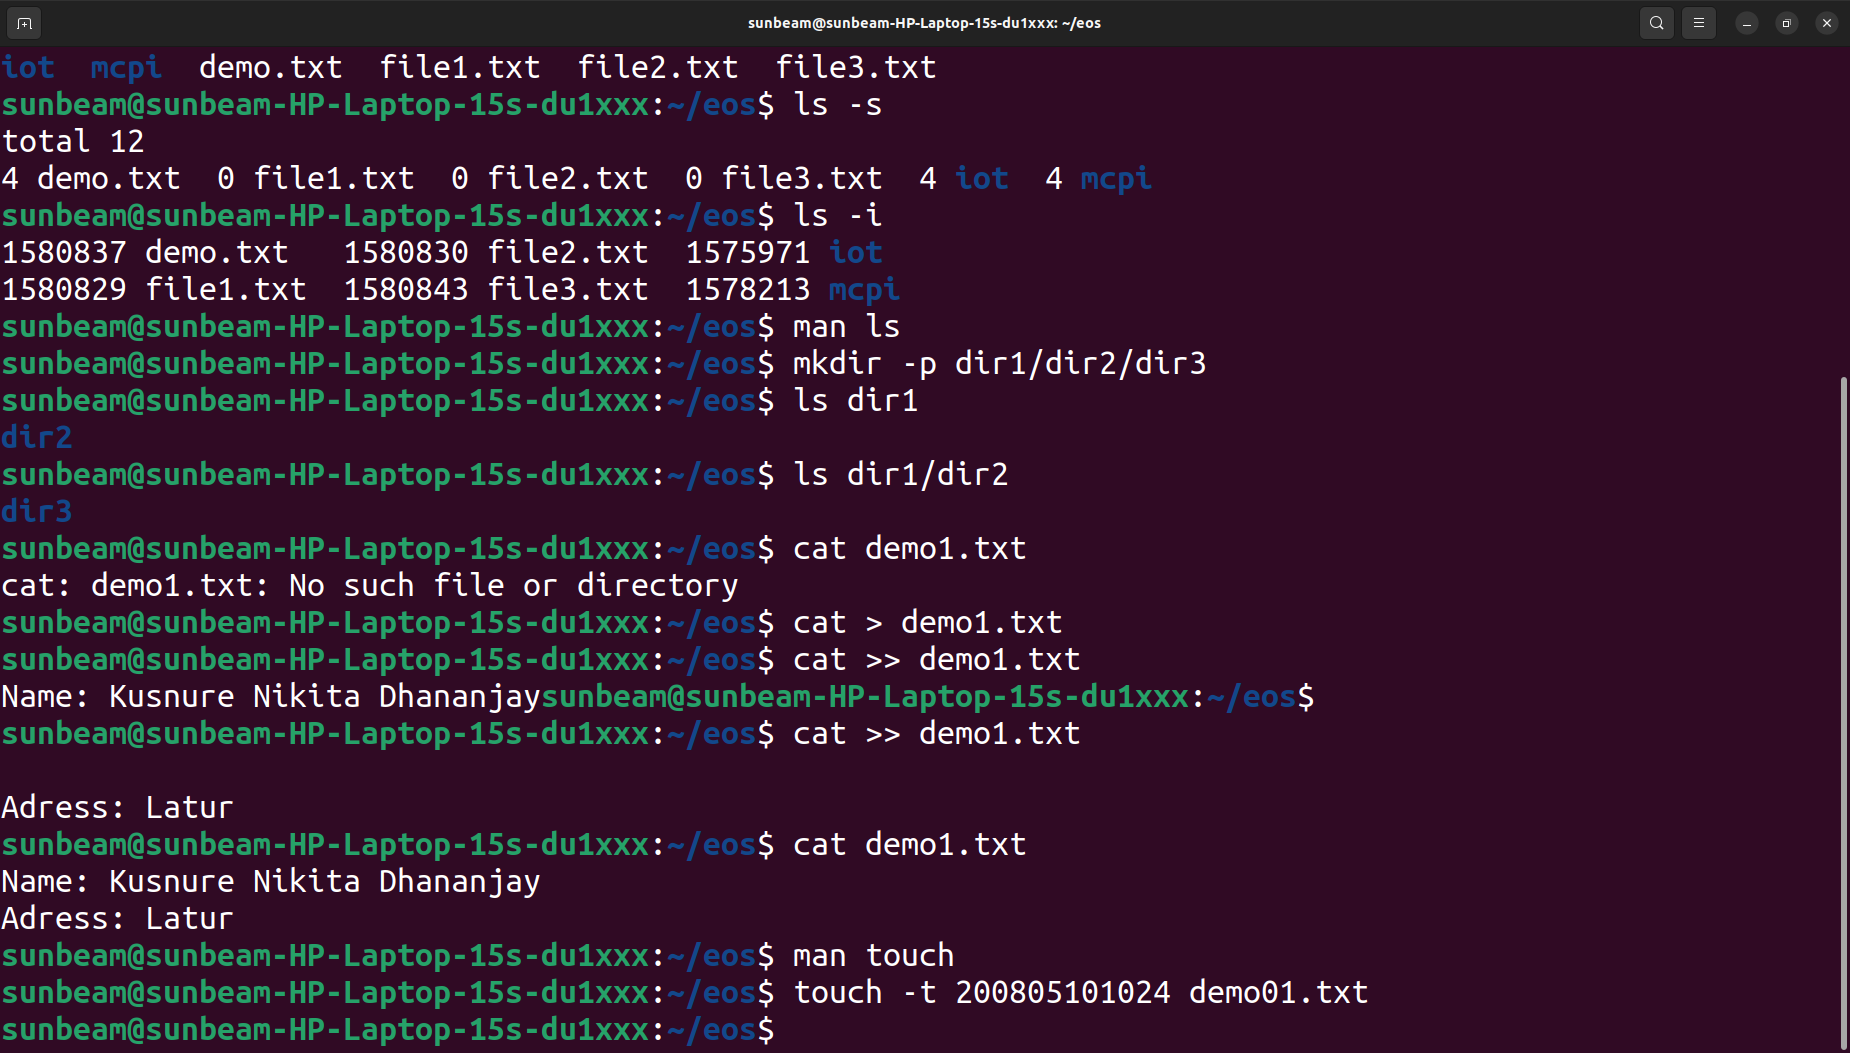 sunbeam@sunbeam-HP-Laptop-15s-du1xxx: ~/eos
iot  mcpi  demo.txt  file1.txt  file2.txt  file3.txt
sunbeam@sunbeam-HP-Laptop-15s-du1xxx:~/eos$ ls -s
total 12
4 demo.txt  0 file1.txt  0 file2.txt  0 file3.txt  4 iot  4 mcpi
sunbeam@sunbeam-HP-Laptop-15s-du1xxx:~/eos$ ls -i
1580837 demo.txt   1580830 file2.txt  1575971 iot
1580829 file1.txt  1580843 file3.txt  1578213 mcpi
sunbeam@sunbeam-HP-Laptop-15s-du1xxx:~/eos$ man ls
sunbeam@sunbeam-HP-Laptop-15s-du1xxx:~/eos$ mkdir -p dir1/dir2/dir3
sunbeam@sunbeam-HP-Laptop-15s-du1xxx:~/eos$ ls dir1
dir2
sunbeam@sunbeam-HP-Laptop-15s-du1xxx:~/eos$ ls dir1/dir2
dir3
sunbeam@sunbeam-HP-Laptop-15s-du1xxx:~/eos$ cat demo1.txt
cat: demo1.txt: No such file or directory
sunbeam@sunbeam-HP-Laptop-15s-du1xxx:~/eos$ cat > demo1.txt
sunbeam@sunbeam-HP-Laptop-15s-du1xxx:~/eos$ cat >> demo1.txt
Name: Kusnure Nikita Dhananjaysunbeam@sunbeam-HP-Laptop-15s-du1xxx:~/eos$
sunbeam@sunbeam-HP-Laptop-15s-du1xxx:~/eos$ cat >> demo1.txt

Adress: Latur
sunbeam@sunbeam-HP-Laptop-15s-du1xxx:~/eos$ cat demo1.txt
Name: Kusnure Nikita Dhananjay
Adress: Latur
sunbeam@sunbeam-HP-Laptop-15s-du1xxx:~/eos$ man touch
sunbeam@sunbeam-HP-Laptop-15s-du1xxx:~/eos$ touch -t 200805101024 demo01.txt
sunbeam@sunbeam-HP-Laptop-15s-du1xxx:~/eos$